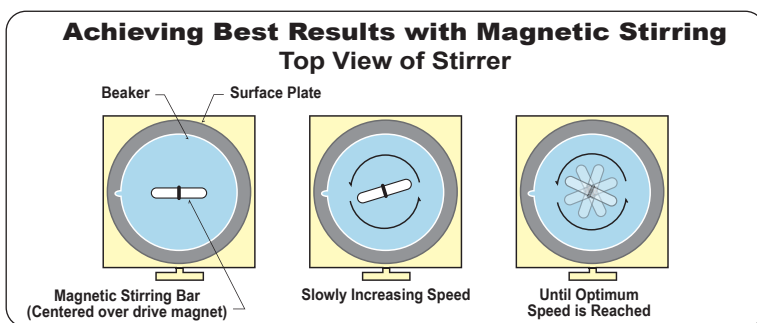 Achieving Best Results with Magnetic Stirring
Top View of Stirrer
Beaker
Surface Plate
Magnetic Stirring Bar
(Centered over drive magnet)
Slowly Increasing Speed
Until Optimum
Speed is Reached